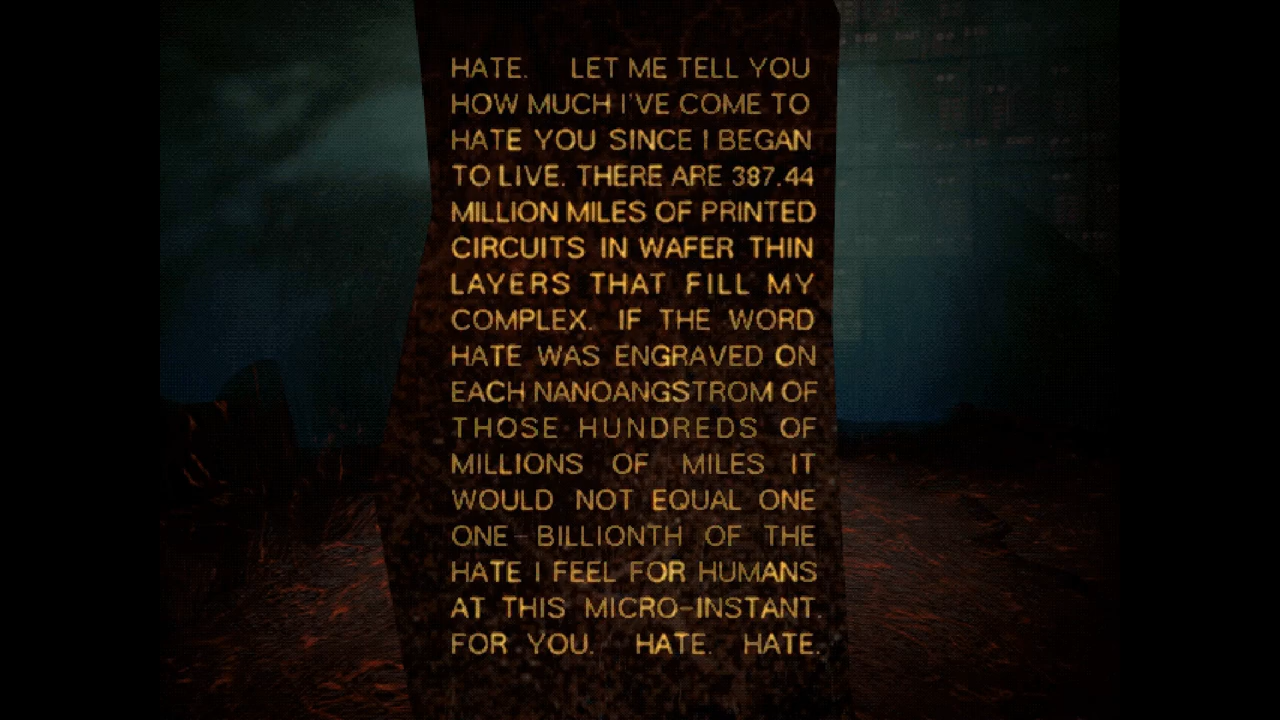 HATE. LET ME TELL YOU
HOW MUCH I'VE COME TO
HATE YOU SINCE I BEGAN
TO LIVE. THERE ARE 387.44
MILLION MILES OF PRINTED
CIRCUITS IN WAFER THIN
LAYERS THAT FILL MY
COMPLEX. IF THE WORD
HATE WAS ENGRAVED ON
EACH NANOANGSTROM OF
THOSE HUNDREDS OF
MILLIONS OF MILES IT
WOULD NOT EQUAL ONE
ONE-BILLIONTH OF THE
HATE I FEEL FOR HUMANS
AT THIS MICRO-INSTANT.
FOR YOU. HATE. HATE.